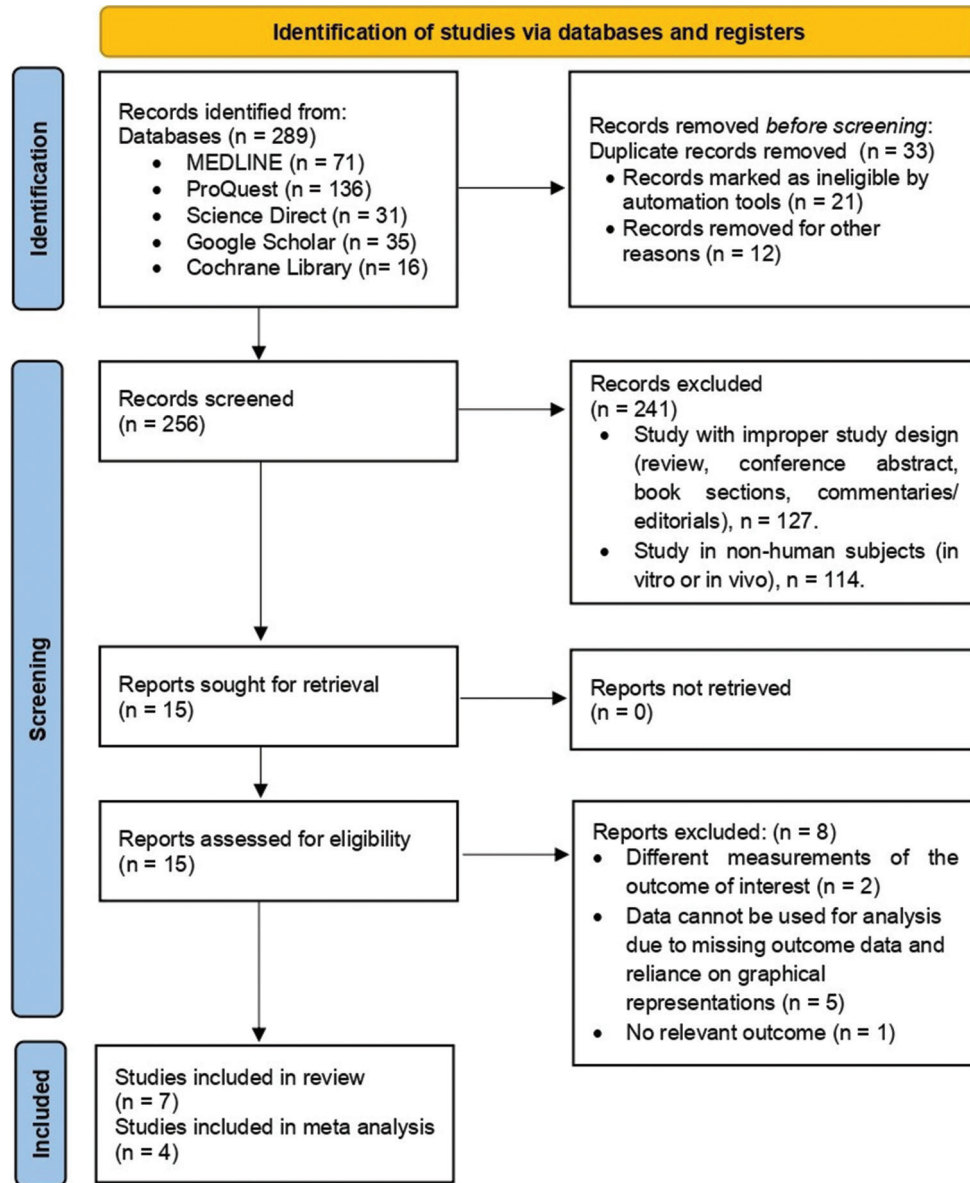 Identification of studies via databases and registers
Identification
Records identified from:
Databases (n = 289)
• MEDLINE (n = 71)
• ProQuest (n = 136)
• Science Direct (n = 31)
• Google Scholar (n = 35)
• Cochrane Library (n= 16)
Records removed before screening:
Duplicate records removed (n = 33)
• Records marked as ineligible by
automation tools (n = 21)
• Records removed for other
reasons (n = 12)
Screening
Records screened
(n = 256)
Records excluded
(n = 241)
• Study with improper study design
(review, conference abstract,
book sections, commentaries/
editorials), n = 127.
• Study in non-human subjects (in
vitro or in vivo), n = 114.
Reports sought for retrieval
(n = 15)
Reports not retrieved
(n = 0)
Reports assessed for eligibility
(n = 15)
Reports excluded: (n = 8)
• Different measurements of the
outcome of interest (n = 2)
• Data cannot be used for analysis
due to missing outcome data and
reliance on graphical
representations (n = 5)
• No relevant outcome (n = 1)
Included
Studies included in review
(n = 7)
Studies included in meta analysis
(n = 4)